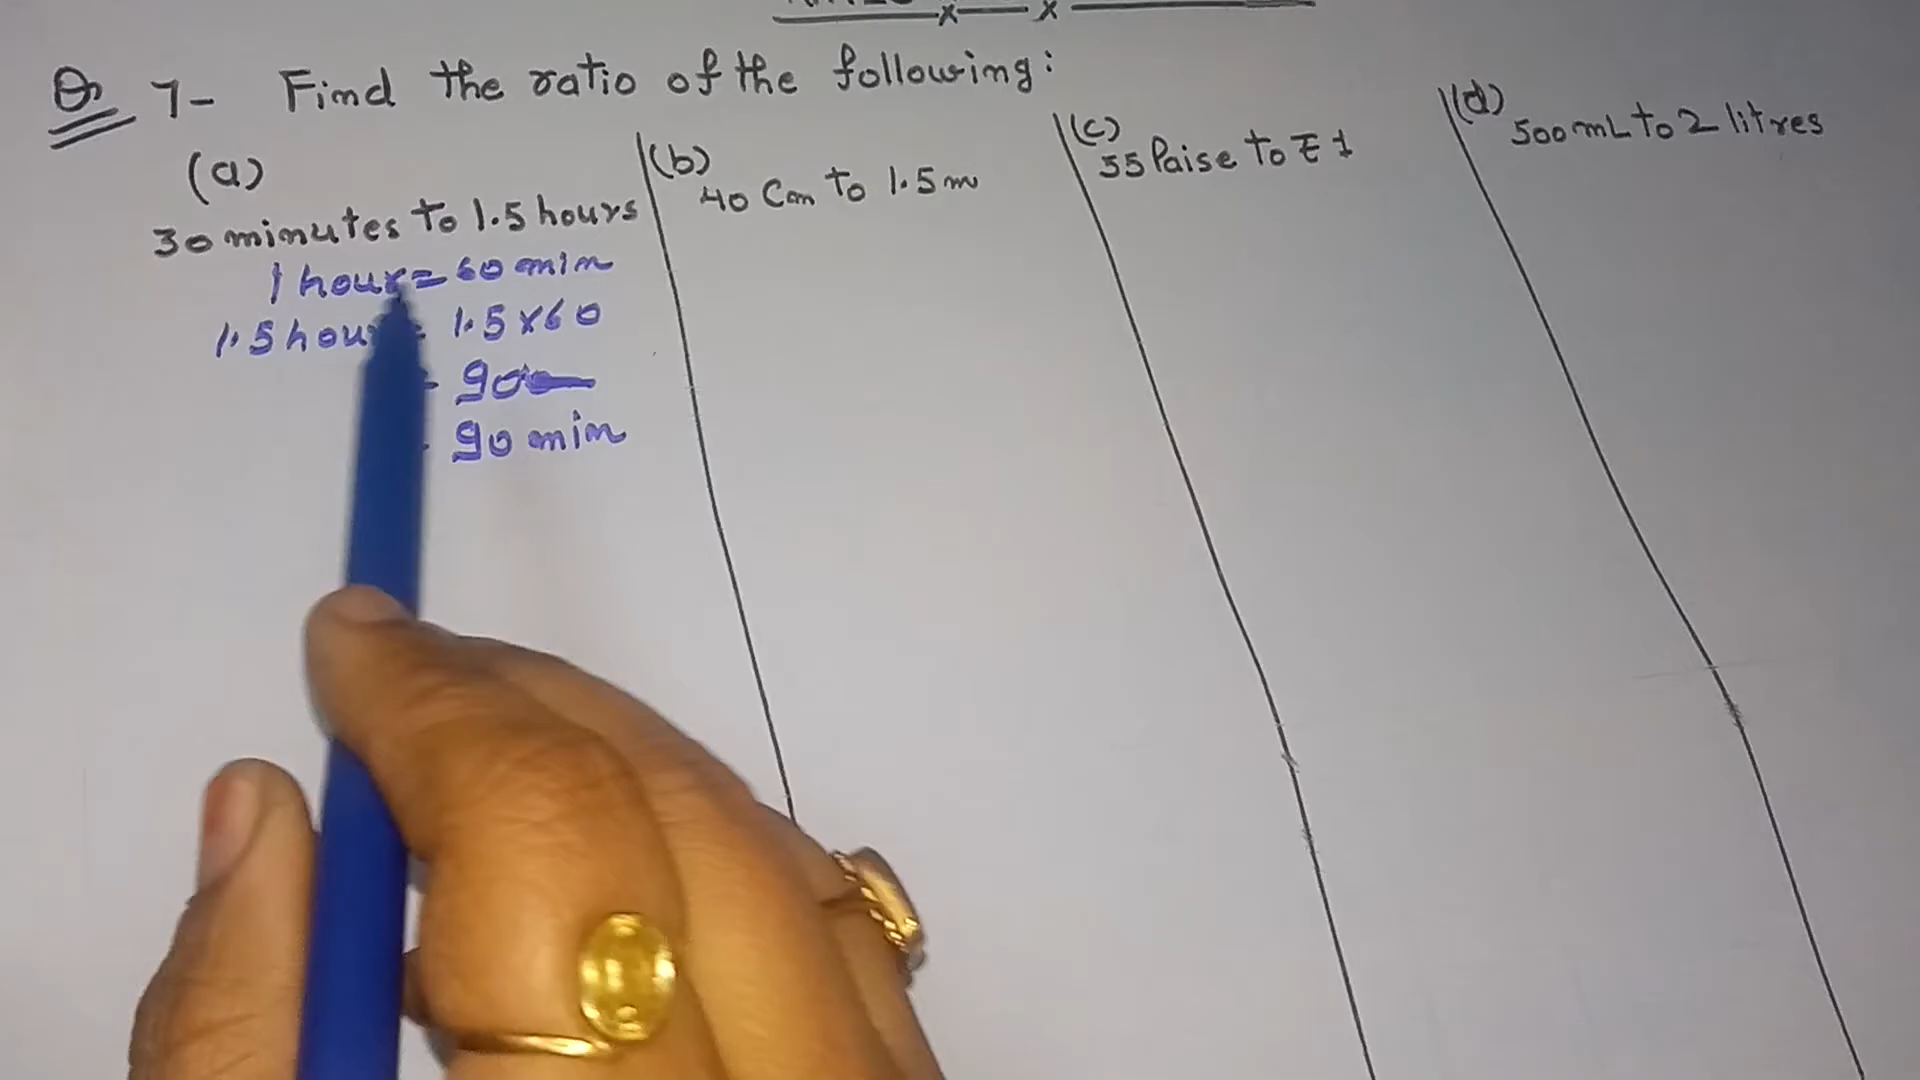 Q 7- Find the ratio of the following:
(a)
30 minutes to 1.5 hours
1 hour = 60 min
1.5 hour = 1.5 x 60
- 900
90 min
(b)
40 Cm To 1.5 m
(c)
55 Paise to ₹ 1
(d)
500 mL to 2 litres